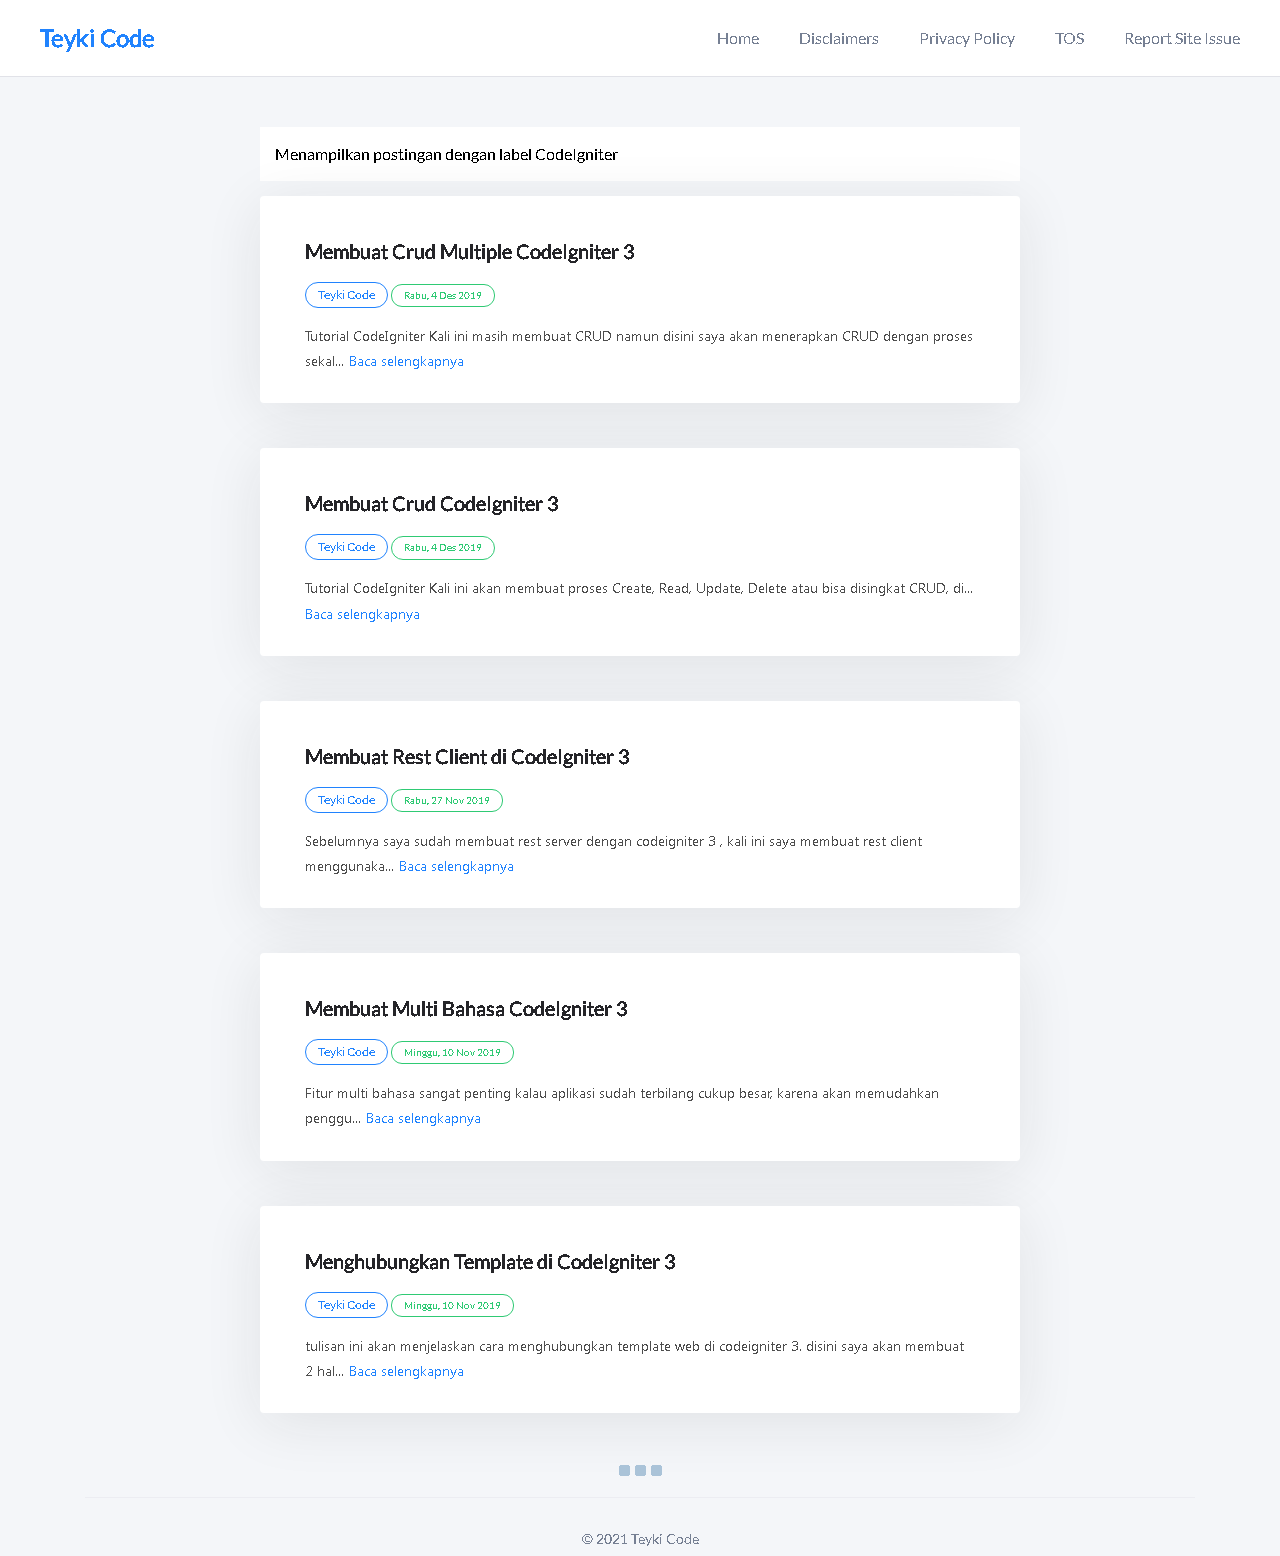 Teyki Code
Home
Disclaimers
Privacy Policy
TOS
Report Site Issue
Menampilkan postingan dengan label CodeIgniter
Membuat Crud Multiple CodeIgniter 3
Teyki Code
Rabu, 4 Des 2019
Tutorial CodeIgniter Kali ini masih membuat CRUD namun disini saya akan menerapkan CRUD dengan proses
sekal... Baca selengkapnya
Membuat Crud CodeIgniter 3
Teyki Code
Rabu, 4 Des 2019
Tutorial CodeIgniter Kali ini akan membuat proses Create, Read, Update, Delete atau bisa disingkat CRUD, di...
Baca selengkapnya
Membuat Rest Client di CodeIgniter 3
Teyki Code
Rabu, 27 Nov 2019
Sebelumnya saya sudah membuat rest server dengan codeigniter 3 , kali ini saya membuat rest client
menggunaka... Baca selengkapnya
Membuat Multi Bahasa CodeIgniter 3
Teyki Code
Minggu, 10 Nov 2019
Fitur multi bahasa sangat penting kalau aplikasi sudah terbilang cukup besar, karena akan memudahkan
penggu... Baca selengkapnya
Menghubungkan Template di CodeIgniter 3
Teyki Code
Minggu, 10 Nov 2019
tulisan ini akan menjelaskan cara menghubungkan template web di codeigniter 3. disini saya akan membuat
2 hal... Baca selengkapnya
© 2021 Teyki Code